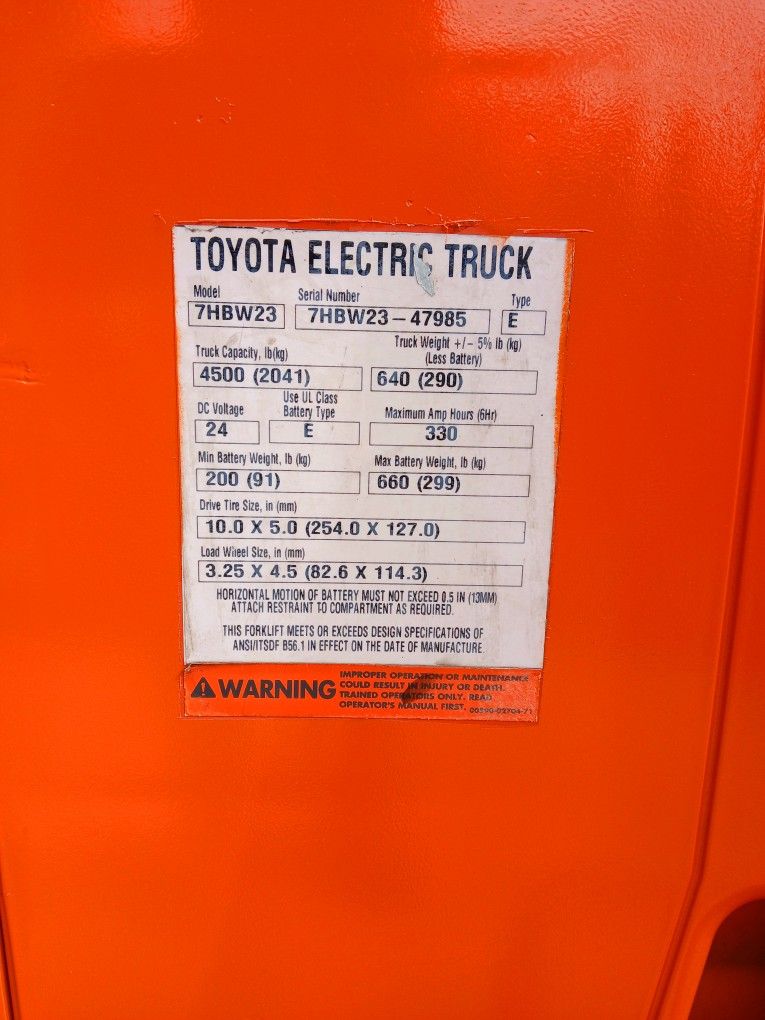 TOYOTA ELECTRIC TRUCK
Model Serial Number Type
7HBW23 7HBW23-47985 E
Truck Capacity, lb(kg) Truck Weight +/- 5% lb (kg)
(Less Battery)
4500 (2041) 640 (290)
DC Voltage Use UL Class
Battery Type Maximum Amp Hours (6Hr)
24 E 330
Min Battery Weight, lb (kg) Max Battery Weight, lb (kg)
200 (91) 660 (299)
Drive Tire Size, in (mm)
10.0 X 5.0 (254.0 X 127.0)
Load Wheel Size, in (mm)
3.25 X 4.5 (82.6 X 114.3)
HORIZONTAL MOTION OF BATTERY MUST NOT EXCEED 0.5 IN (13MM)
ATTACH RESTRAINT TO COMPARTMENT AS REQUIRED.
THIS FORKLIFT MEETS OR EXCEEDS DESIGN SPECIFICATIONS OF
ANSI/ITSDF B56.1 IN EFFECT ON THE DATE OF MANUFACTURE.
WARNING
IMPROPER OPERATION OR MAINTENANCE
COULD RESULT IN INJURY OR DEATH.
TRAINED OPERATORS ONLY. READ
OPERATOR'S MANUAL FIRST. 00590-02704-71